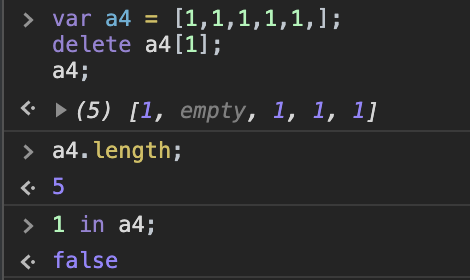 > var a4 = [1,1,1,1,1,];
delete a4[1];
a4;
(5) [1, empty, 1, 1, 1]
> a4.length;
5
> 1 in a4;
false